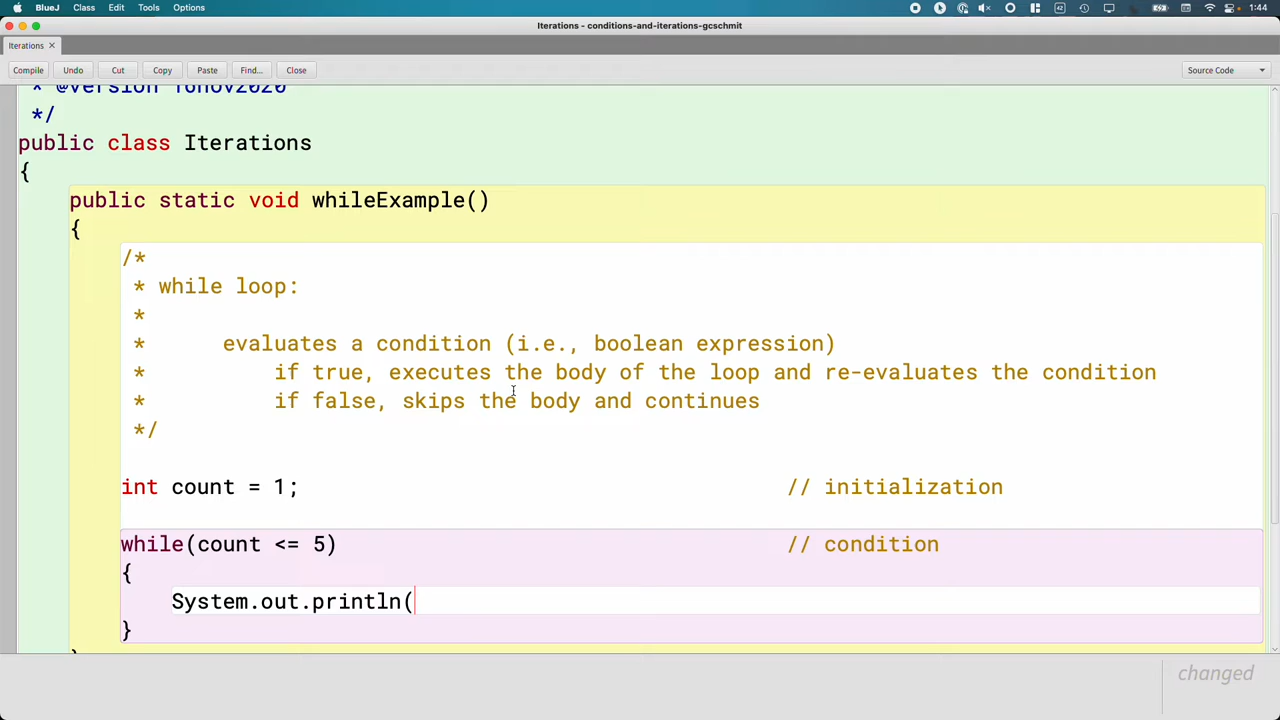 BlueJ Class Edit Tools Options 1:44
Iterations - conditions-and-iterations-gcschmit
Iterations ×
Compile Undo Cut Copy Paste Find... Close Source Code
* @version
*/
public class Iterations
{
public static void whileExample()
{
/*
* while loop:
*
* evaluates a condition (i.e., boolean expression)
* if true, executes the body of the loop and re-evaluates the condition
* if false, skips the body and continues
*/
int count = 1; // initialization
while(count <= 5) // condition
{
System.out.println(
}
changed